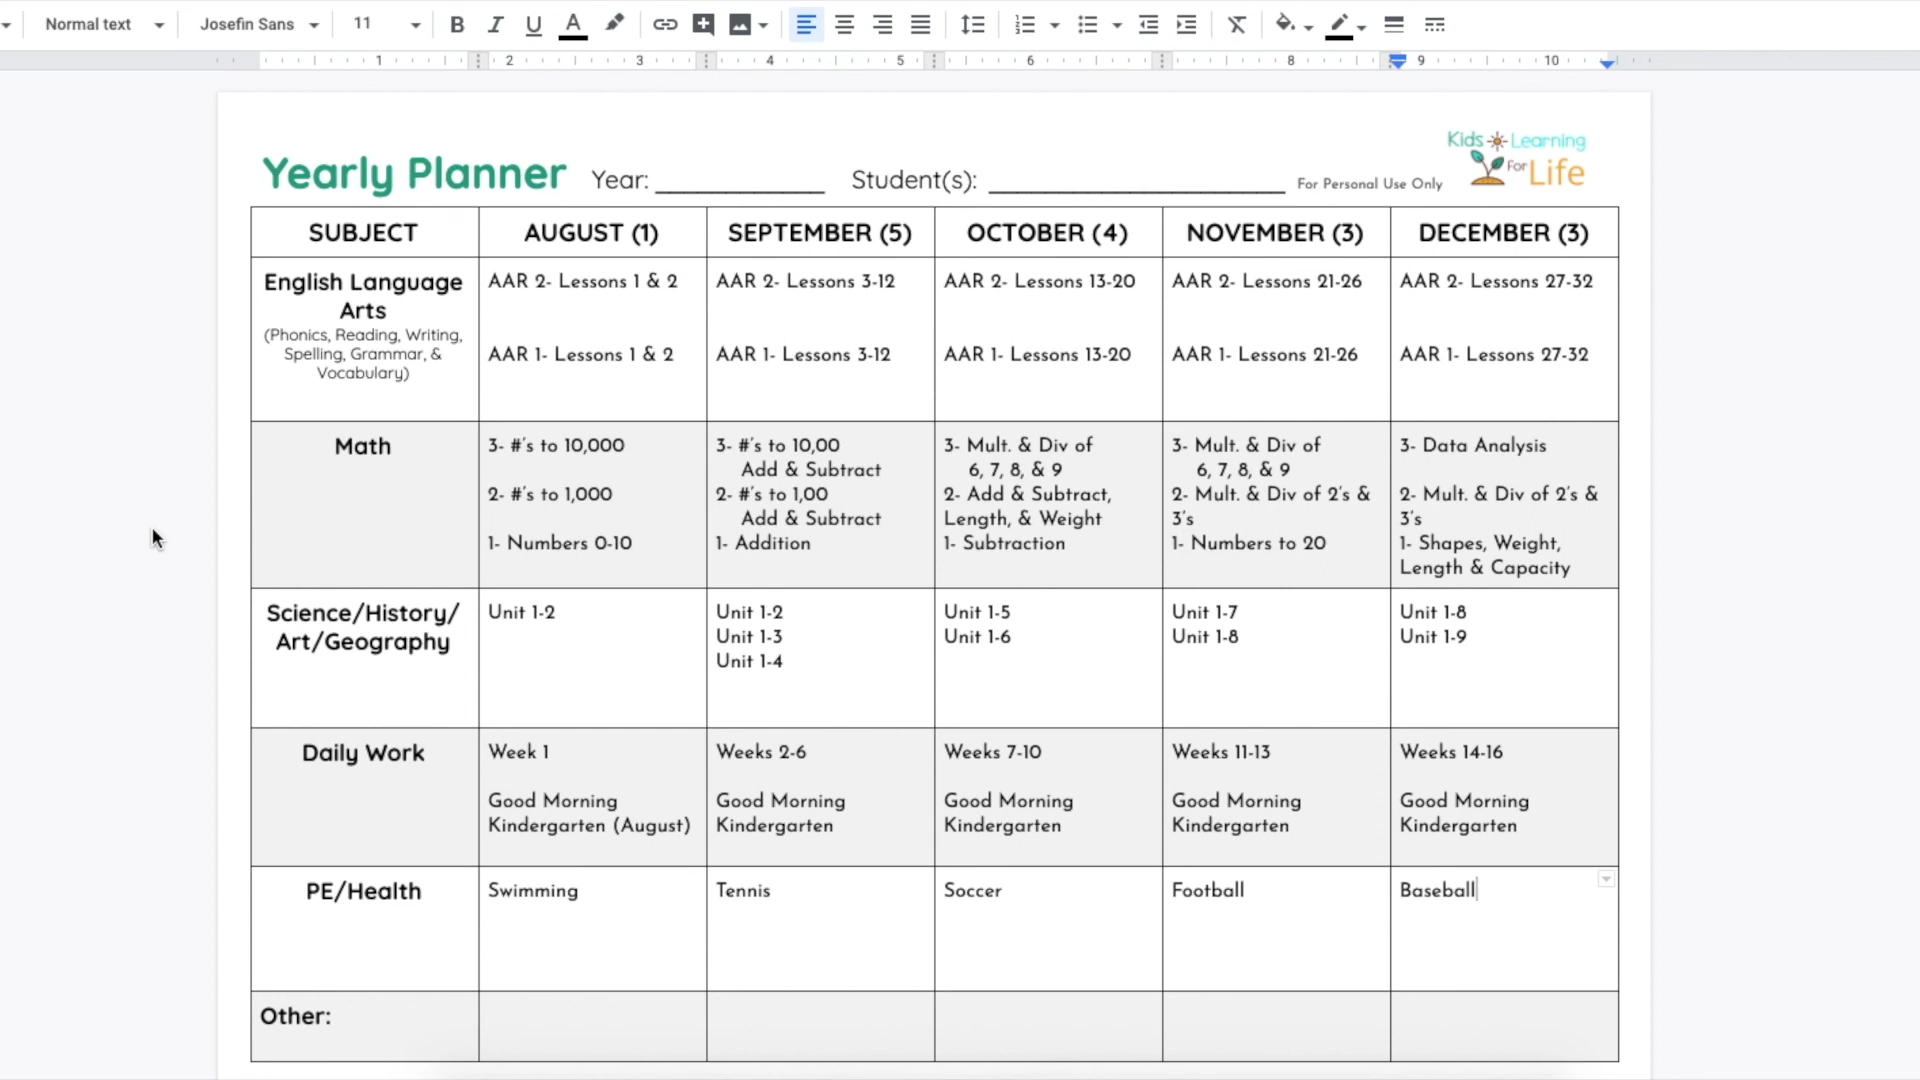 Normal text
Josefin Sans
11
B I U A
1 2 3 4 5 6 8 9 10
Kids Learning
for Life
Yearly Planner Year: ____________ Student(s): _____________________ For Personal Use Only
SUBJECT
AUGUST (1)
SEPTEMBER (5)
OCTOBER (4)
NOVEMBER (3)
DECEMBER (3)
English Language
Arts
(Phonics, Reading, Writing,
Spelling, Grammar, &
Vocabulary)
AAR 2- Lessons 1 & 2
AAR 1- Lessons 1 & 2
AAR 2- Lessons 3-12
AAR 1- Lessons 3-12
AAR 2- Lessons 13-20
AAR 1- Lessons 13-20
AAR 2- Lessons 21-26
AAR 1- Lessons 21-26
AAR 2- Lessons 27-32
AAR 1- Lessons 27-32
Math
3- #'s to 10,000
2- #'s to 1,000
1- Numbers 0-10
3- #'s to 10,00
Add & Subtract
2- #'s to 1,00
Add & Subtract
1- Addition
3- Mult. & Div of
6, 7, 8, & 9
2- Add & Subtract,
Length, & Weight
1- Subtraction
3- Mult. & Div of
6, 7, 8, & 9
2- Mult. & Div of 2's &
3's
1- Numbers to 20
3- Data Analysis
2- Mult. & Div of 2's &
3's
1- Shapes, Weight,
Length & Capacity
Science/History/
Art/Geography
Unit 1-2
Unit 1-2
Unit 1-3
Unit 1-4
Unit 1-5
Unit 1-6
Unit 1-7
Unit 1-8
Unit 1-8
Unit 1-9
Daily Work
Week 1
Good Morning
Kindergarten (August)
Weeks 2-6
Good Morning
Kindergarten
Weeks 7-10
Good Morning
Kindergarten
Weeks 11-13
Good Morning
Kindergarten
Weeks 14-16
Good Morning
Kindergarten
PE/Health
Swimming
Tennis
Soccer
Football
Baseball
Other: